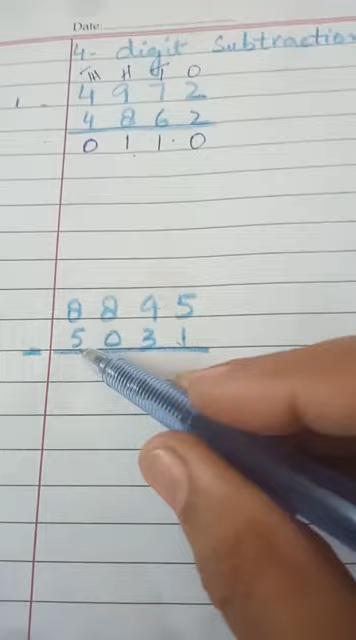 Date:
4- digit Subtraction
TH H T O
1 - 4 9 7 2
4 8 6 2
0 1 1 0
8 8 9 5
- 5 0 3 1